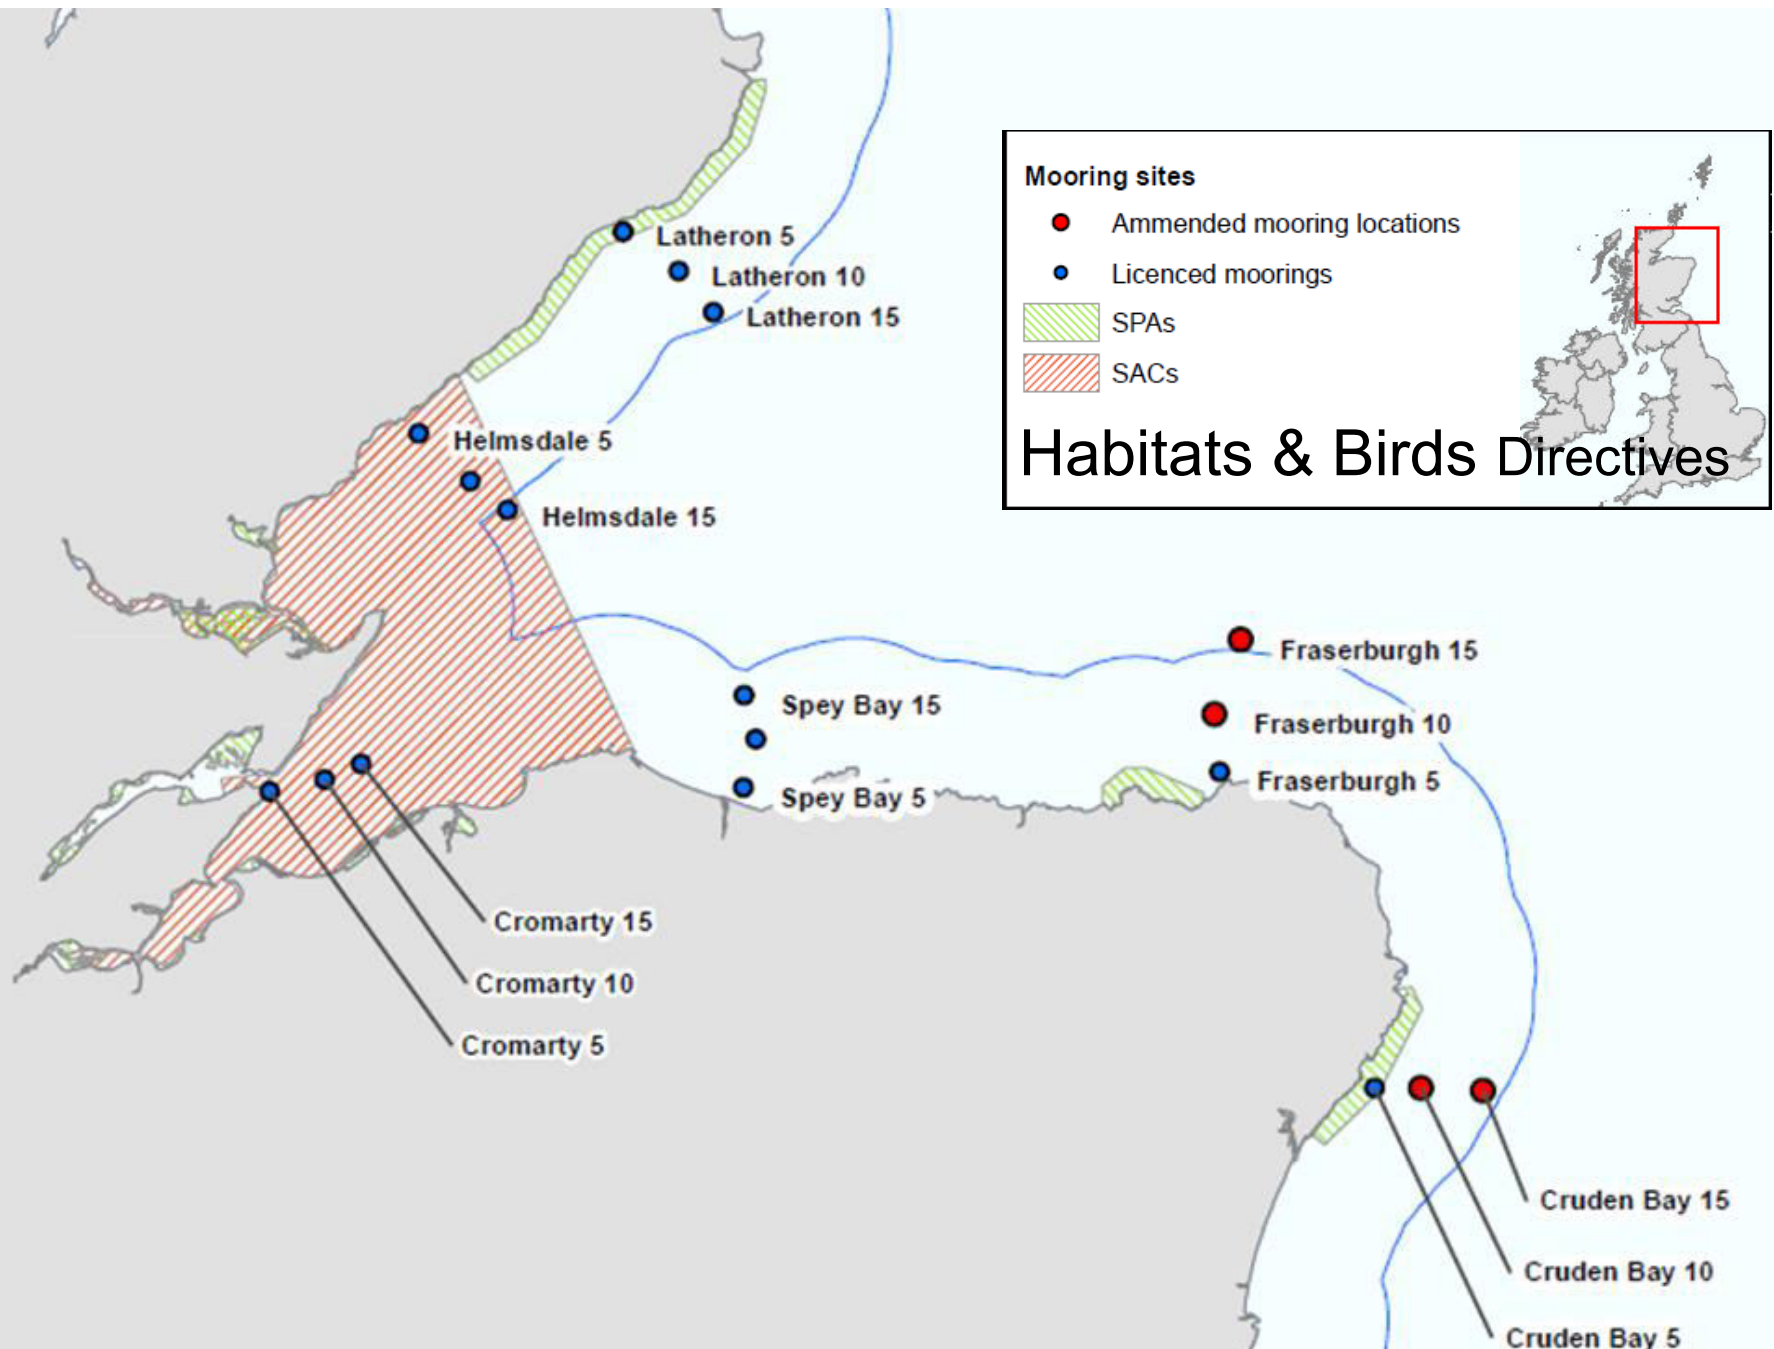 Mooring sites
Ammended mooring locations
Licenced moorings
SPAs
SACs
Habitats & Birds Directives
Latheron 5
Latheron 10
Latheron 15
Helmsdale 5
Helmsdale 15
Fraserburgh 15
Spey Bay 15
Fraserburgh 10
Fraserburgh 5
Spey Bay 5
Cromarty 15
Cromarty 10
Cromarty 5
Cruden Bay 15
Cruden Bay 10
Cruden Bay 5